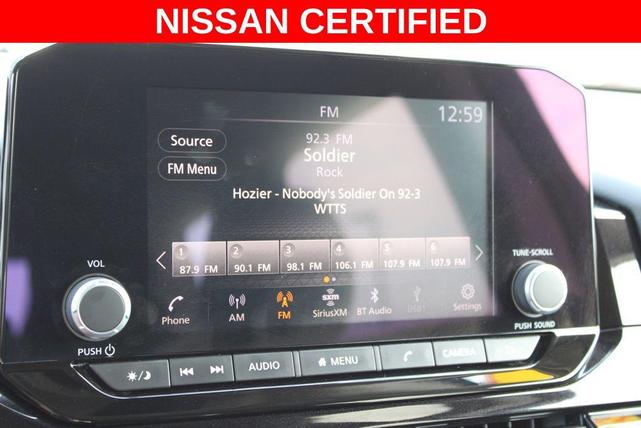 NISSAN CERTIFIED
FM
12:59
Source
92.3 FM
Soldier
FM Menu
Rock
Hozier - Nobody's Soldier On 92-3
WTTS
1 2 3 4 5 6
87.9 FM 90.1 FM 98.1 FM 106.1 FM 107.9 FM 107.9 FM
VOL
TUNE-SCROLL
sxm
Phone AM FM SiriusXM BT Audio USB1 Settings
PUSH
PUSH SOUND
AUDIO MENU CAMERA